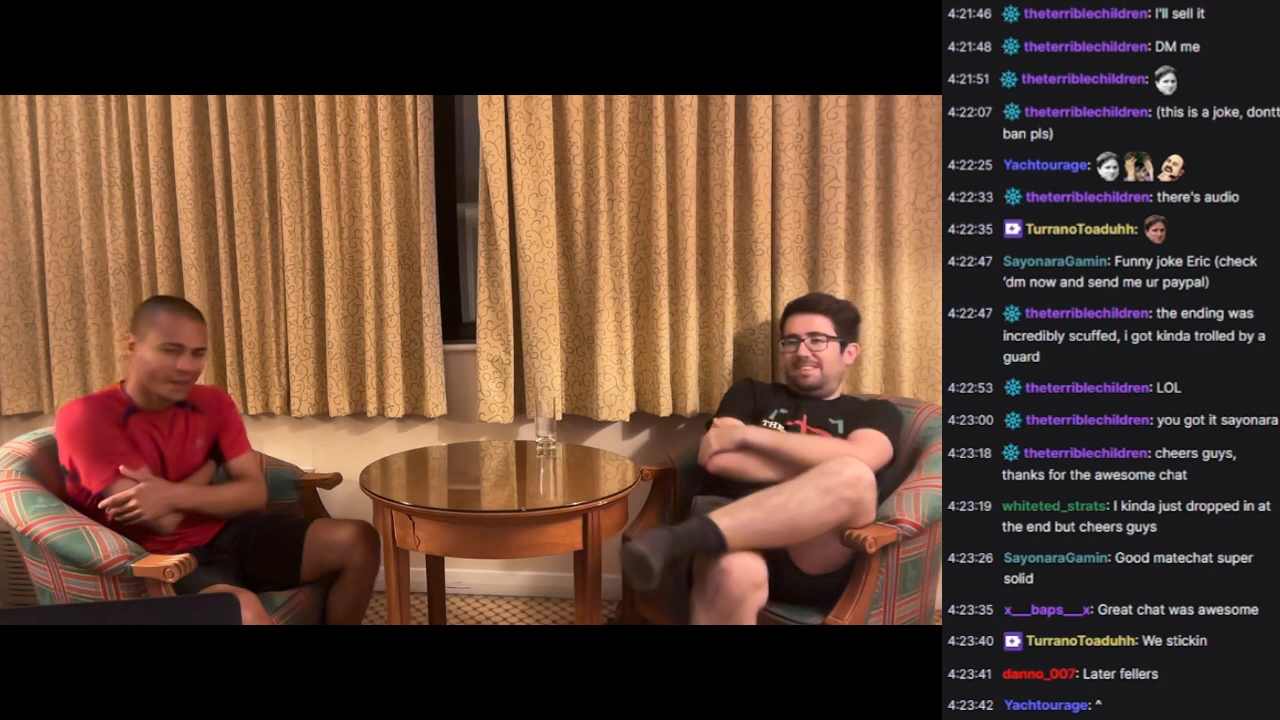 4:21:46 theterriblechildren: I'll sell it
4:21:48 theterriblechildren: DM me
4:21:51 theterriblechildren:
4:22:07 theterriblechildren: (this is a joke, dontt
ban pls)
4:22:25 Yachtourage:
4:22:33 theterriblechildren: there's audio
4:22:35 TurranoToaduhh:
4:22:47 SayonaraGamin: Funny joke Eric (check
'dm now and send me ur paypal)
4:22:47 theterriblechildren: the ending was
incredibly scuffed, i got kinda trolled by a
guard
4:22:53 theterriblechildren: LOL
4:23:00 theterriblechildren: you got it sayonara
4:23:18 theterriblechildren: cheers guys,
thanks for the awesome chat
4:23:19 whiteted_strats: I kinda just dropped in at
the end but cheers guys
4:23:26 SayonaraGamin: Good matechat super
solid
4:23:35 x___baps___x: Great chat was awesome
4:23:40 TurranoToaduhh: We stickin
4:23:41 danno_007: Later fellers
4:23:42 Yachtourage: ^
THE